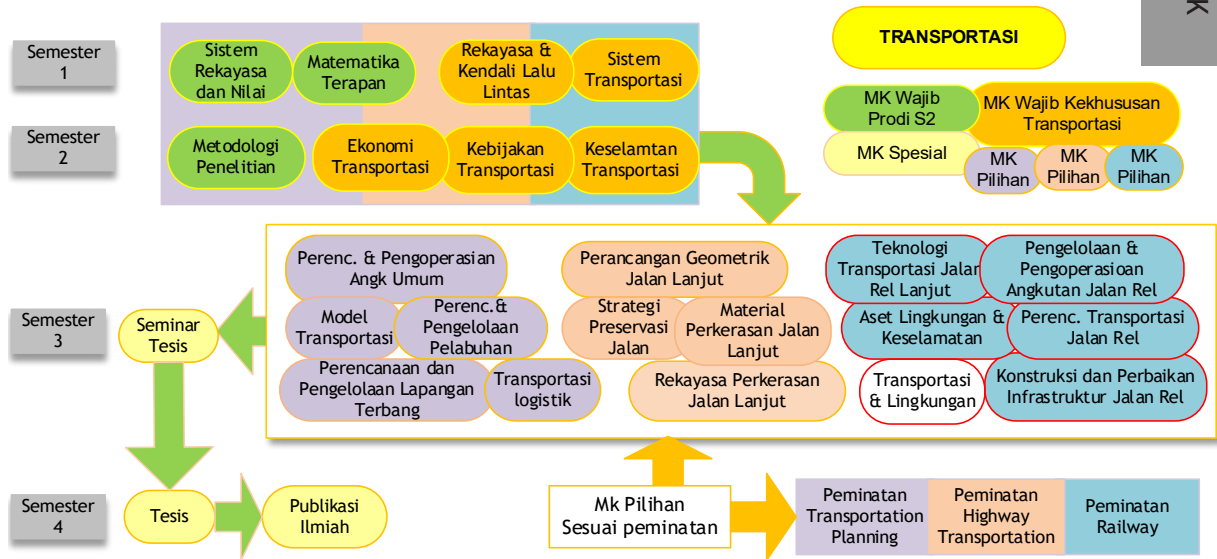 K
TRANSPORTASI
Semester
1
Sistem
Rekayasa
dan Nilai
Matematika
Terapan
Rekayasa &
Kendali Lalu
Lintas
Sistem
Transportasi
MK Wajib
Prodi S2
MK Wajib Kekhususan
Transportasi
MK Spesial
MK
Pilihan
MK
Pilihan
MK
Pilihan
Semester
2
Metodologi
Penelitian
Ekonomi
Transportasi
Kebijakan
Transportasi
Keselamtan
Transportasi
Semester
3
Seminar
Tesis
Perenc. & Pengoperasian
Angk Umum
Model
Transportasi
Perenc.&
Pengelolaan
Pelabuhan
Perencanaan dan
Pengelolaan Lapangan
Terbang
Transportasi
logistik
Perancangan Geometrik
Jalan Lanjut
Strategi
Preservasi
Jalan
Material
Perkerasan Jalan
Lanjut
Rekayasa Perkerasan
Jalan Lanjut
Teknologi
Transportasi Jalan
Rel Lanjut
Pengelolaan &
Pengoperasioan
Angkutan Jalan Rel
Aset Lingkungan &
Keselamatan
Perenc. Transportasi
Jalan Rel
Transportasi
& Lingkungan
Konstruksi dan Perbaikan
Infrastruktur Jalan Rel
Semester
4
Tesis
Publikasi
Ilmiah
Mk Pilihan
Sesuai peminatan
Peminatan
Transportation
Planning
Peminatan
Highway
Transportation
Peminatan
Railway